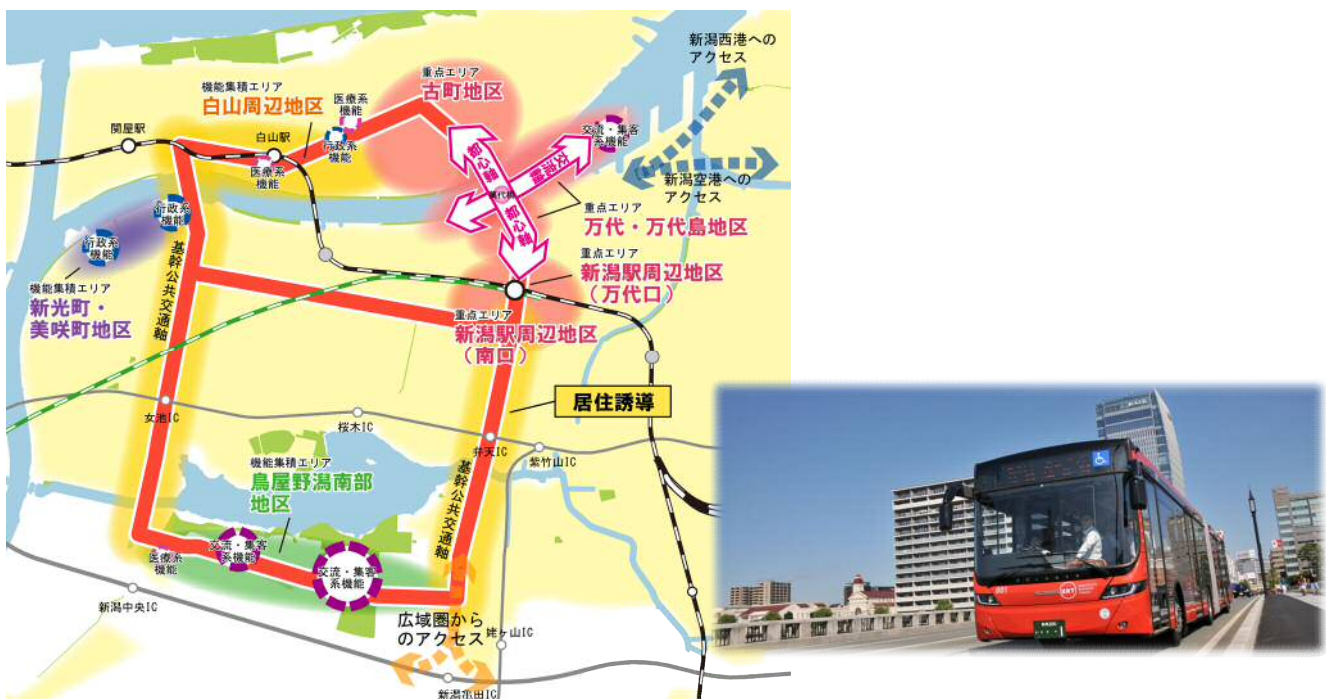 新潟西港への
アクセス
重点エリア
古町地区
機能集積エリア
白山周辺地区
医療系
機能
関屋駅
白山駅
行政系
機能
医療系
機能
交流・集客
系機能
都心軸
交流軸
萬代橋
都心軸
新潟空港への
アクセス
重点エリア
万代・万代島地区
行政系
機能
行政系
機能
機能集積エリア
新光町・
美咲町地区
基幹公共交通軸
重点エリア
新潟駅周辺地区
（万代口）
重点エリア
新潟駅周辺地区
（南口）
居住誘導
女池IC
桜木IC
弁天IC
紫竹山IC
機能集積エリア
鳥屋野潟南部
地区
基幹公共交通軸
医療系
機能
交流・集客
系機能
交流・集客
系機能
新潟中央IC
広域圏から
のアクセス
姥ヶ山IC
新潟亀田IC
001
BRT